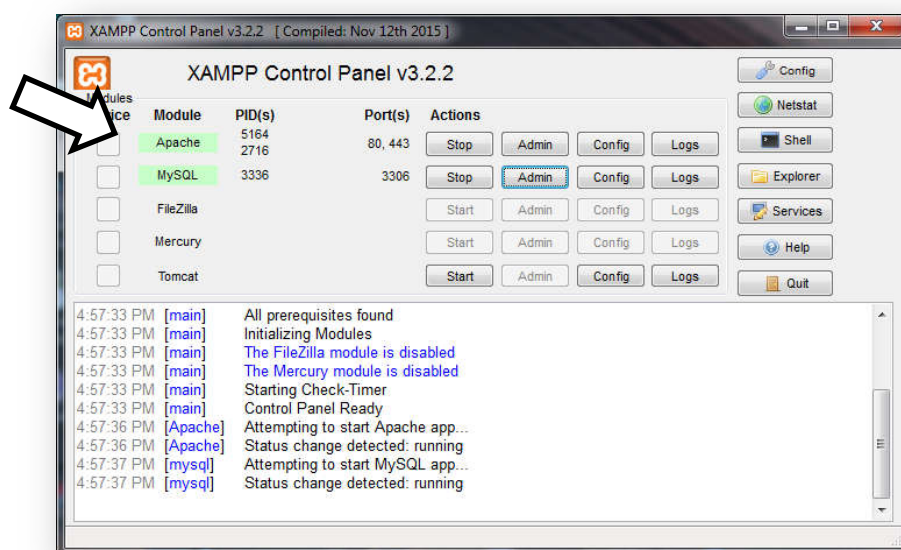 XAMPP Control Panel v3.2.2 [ Compiled: Nov 12th 2015 ]
XAMPP Control Panel v3.2.2
Config
Netstat
Shell
Explorer
Services
Help
Quit
Module PID(s) Port(s) Actions
Apache 5164 2716 80, 443 Stop Admin Config Logs
MySQL 3336 3306 Stop Admin Config Logs
FileZilla Start Admin Config Logs
Mercury Start Admin Config Logs
Tomcat Start Admin Config Logs
4:57:33 PM [main] All prerequisites found
4:57:33 PM [main] Initializing Modules
4:57:33 PM [main] The FileZilla module is disabled
4:57:33 PM [main] The Mercury module is disabled
4:57:33 PM [main] Starting Check-Timer
4:57:33 PM [main] Control Panel Ready
4:57:36 PM [Apache] Attempting to start Apache app...
4:57:36 PM [Apache] Status change detected: running
4:57:37 PM [mysql] Attempting to start MySQL app...
4:57:37 PM [mysql] Status change detected: running